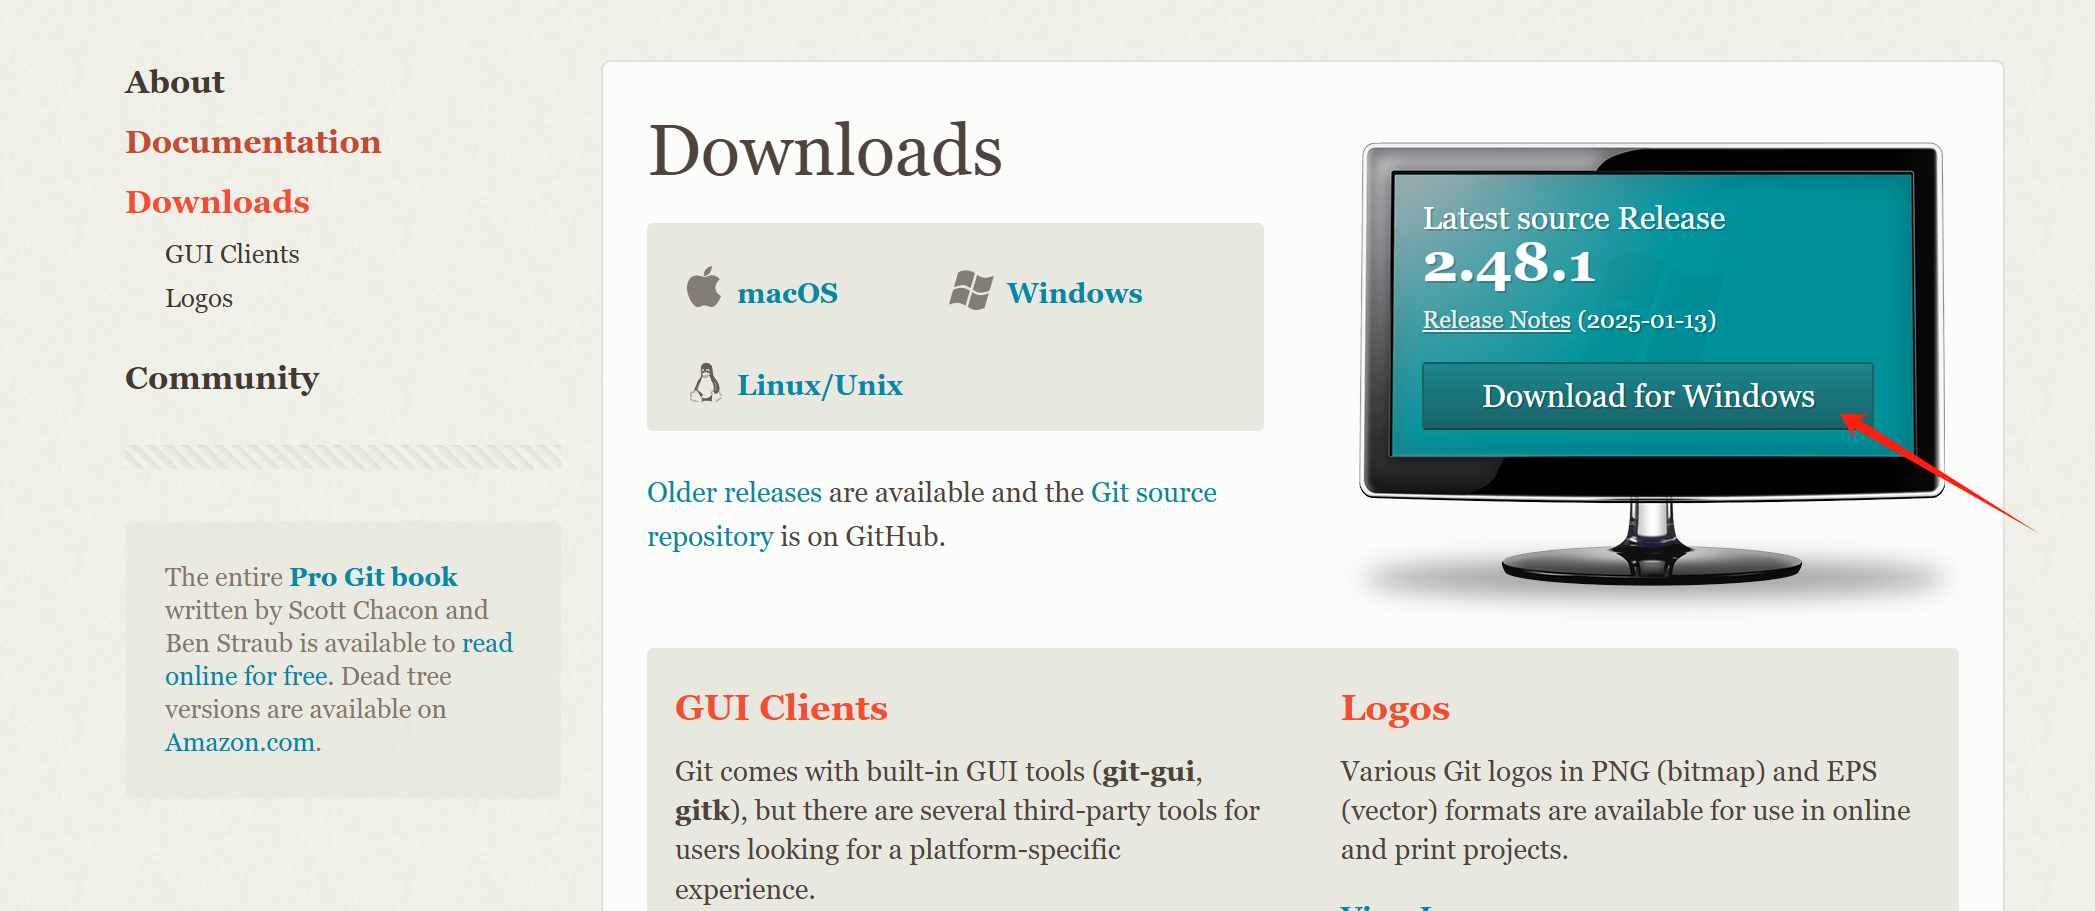 About
Documentation
Downloads
GUI Clients
Logos
Community
The entire Pro Git book
written by Scott Chacon and
Ben Straub is available to read
online for free. Dead tree
versions are available on
Amazon.com.
Downloads
macOS
Windows
Linux/Unix
Older releases are available and the Git source
repository is on GitHub.
Latest source Release
2.48.1
Release Notes (2025-01-13)
Download for Windows
GUI Clients
Git comes with built-in GUI tools (git-gui,
gitk), but there are several third-party tools for
users looking for a platform-specific
experience.
Logos
Various Git logos in PNG (bitmap) and EPS
(vector) formats are available for use in online
and print projects.